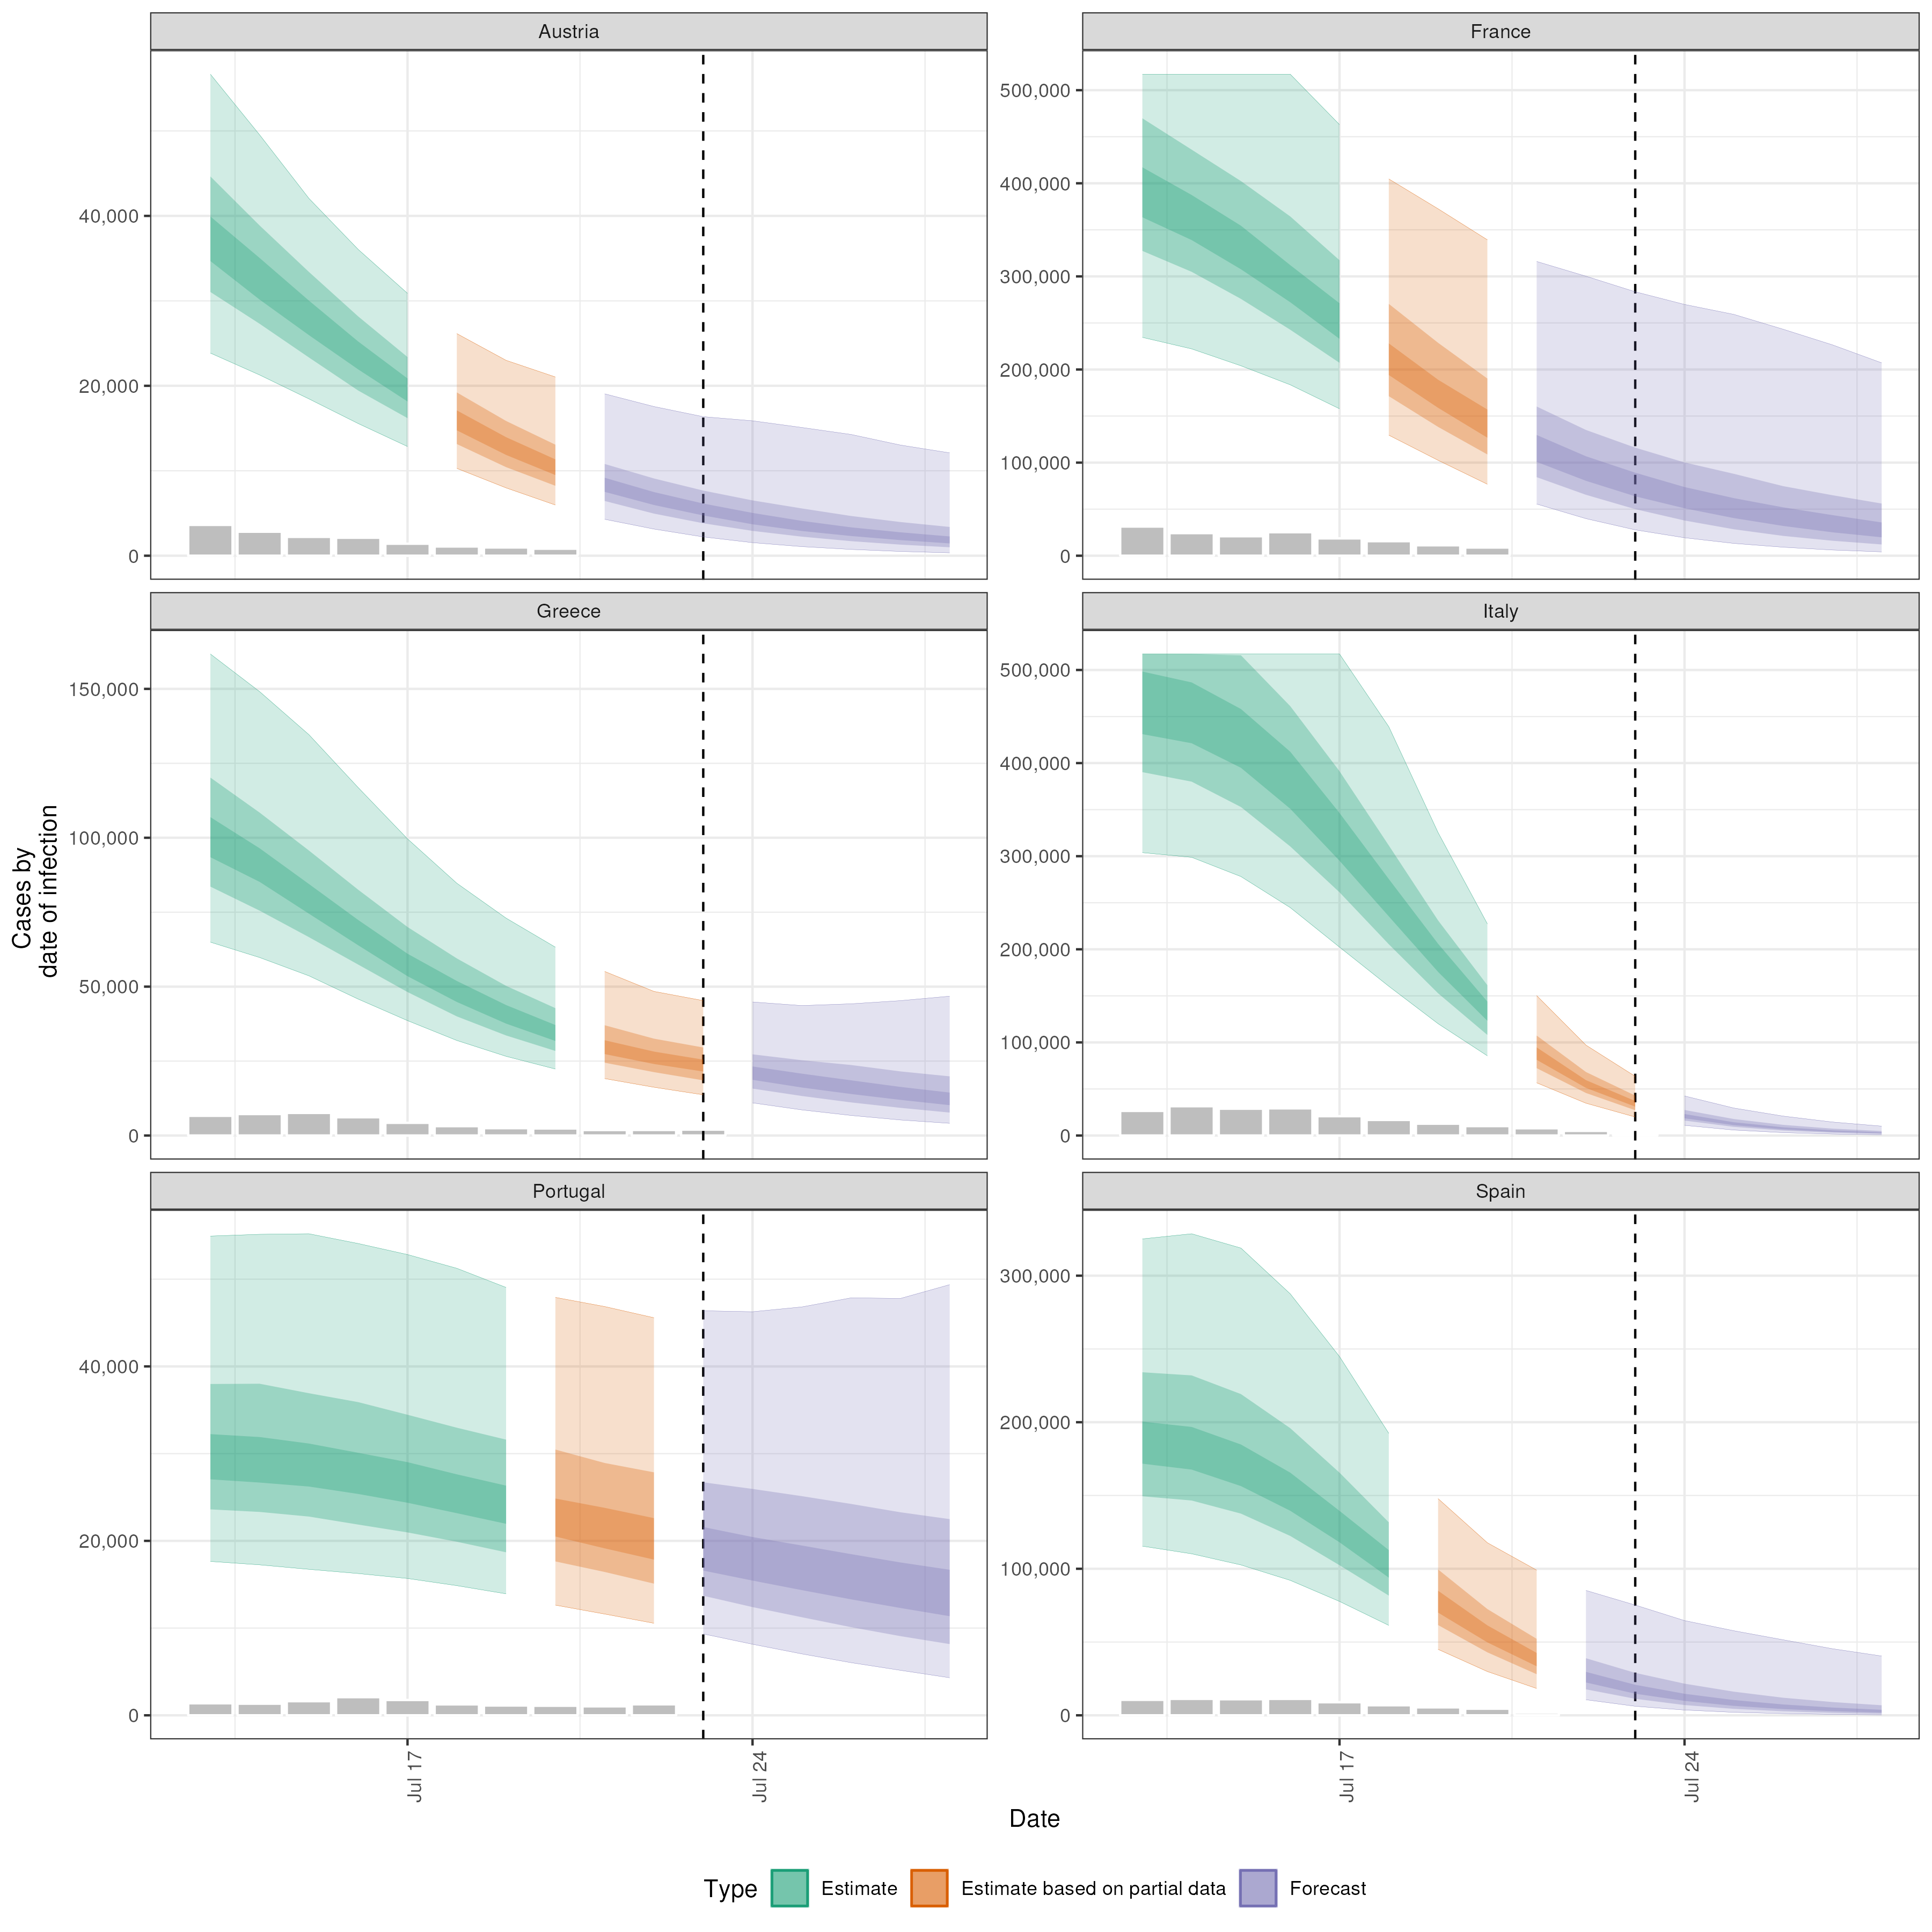 Austria
France
40,000
20,000
0
500,000
400,000
300,000
200,000
100,000
0
Greece
Italy
150,000
100,000
50,000
0
500,000
400,000
300,000
200,000
100,000
0
Cases by
date of infection
Portugal
Spain
40,000
20,000
0
300,000
200,000
100,000
0
Jul 17
Jul 24
Jul 17
Jul 24
Date
Type
Estimate
Estimate based on partial data
Forecast